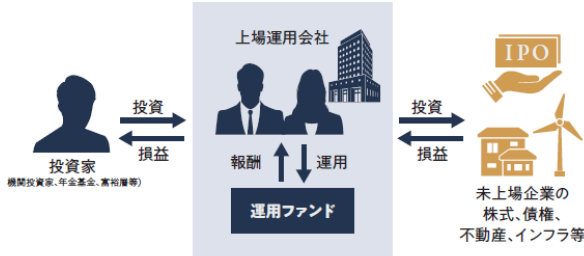 上場運用会社
IPO
投資
損益
投資
損益
投資家
機関投資家、年金基金、富裕層等)
報酬
運用
運用ファンド
未上場企業の
株式、債権、
不動産、インフラ等